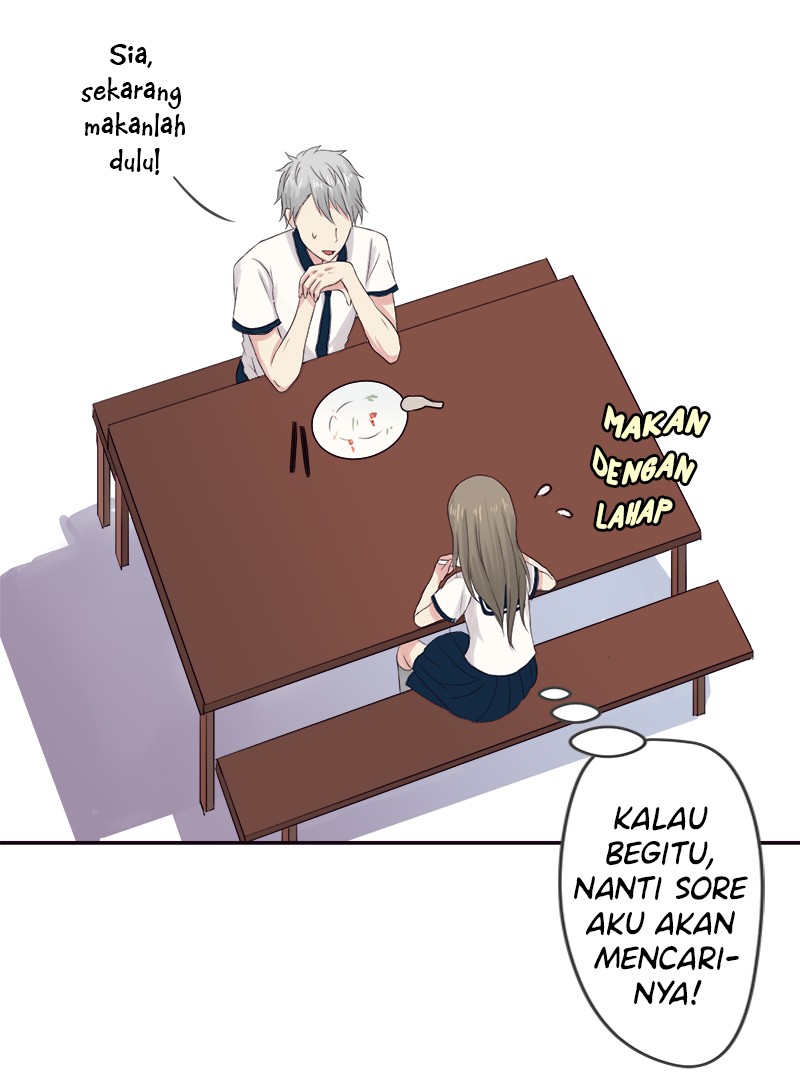 Sia,
sekarang
makanlah
dulu!
MAKAN
DENGAN
LAHAP
KALAU
BEGITU,
NANTI SORE
AKU AKAN
MENCARI-
NYA!